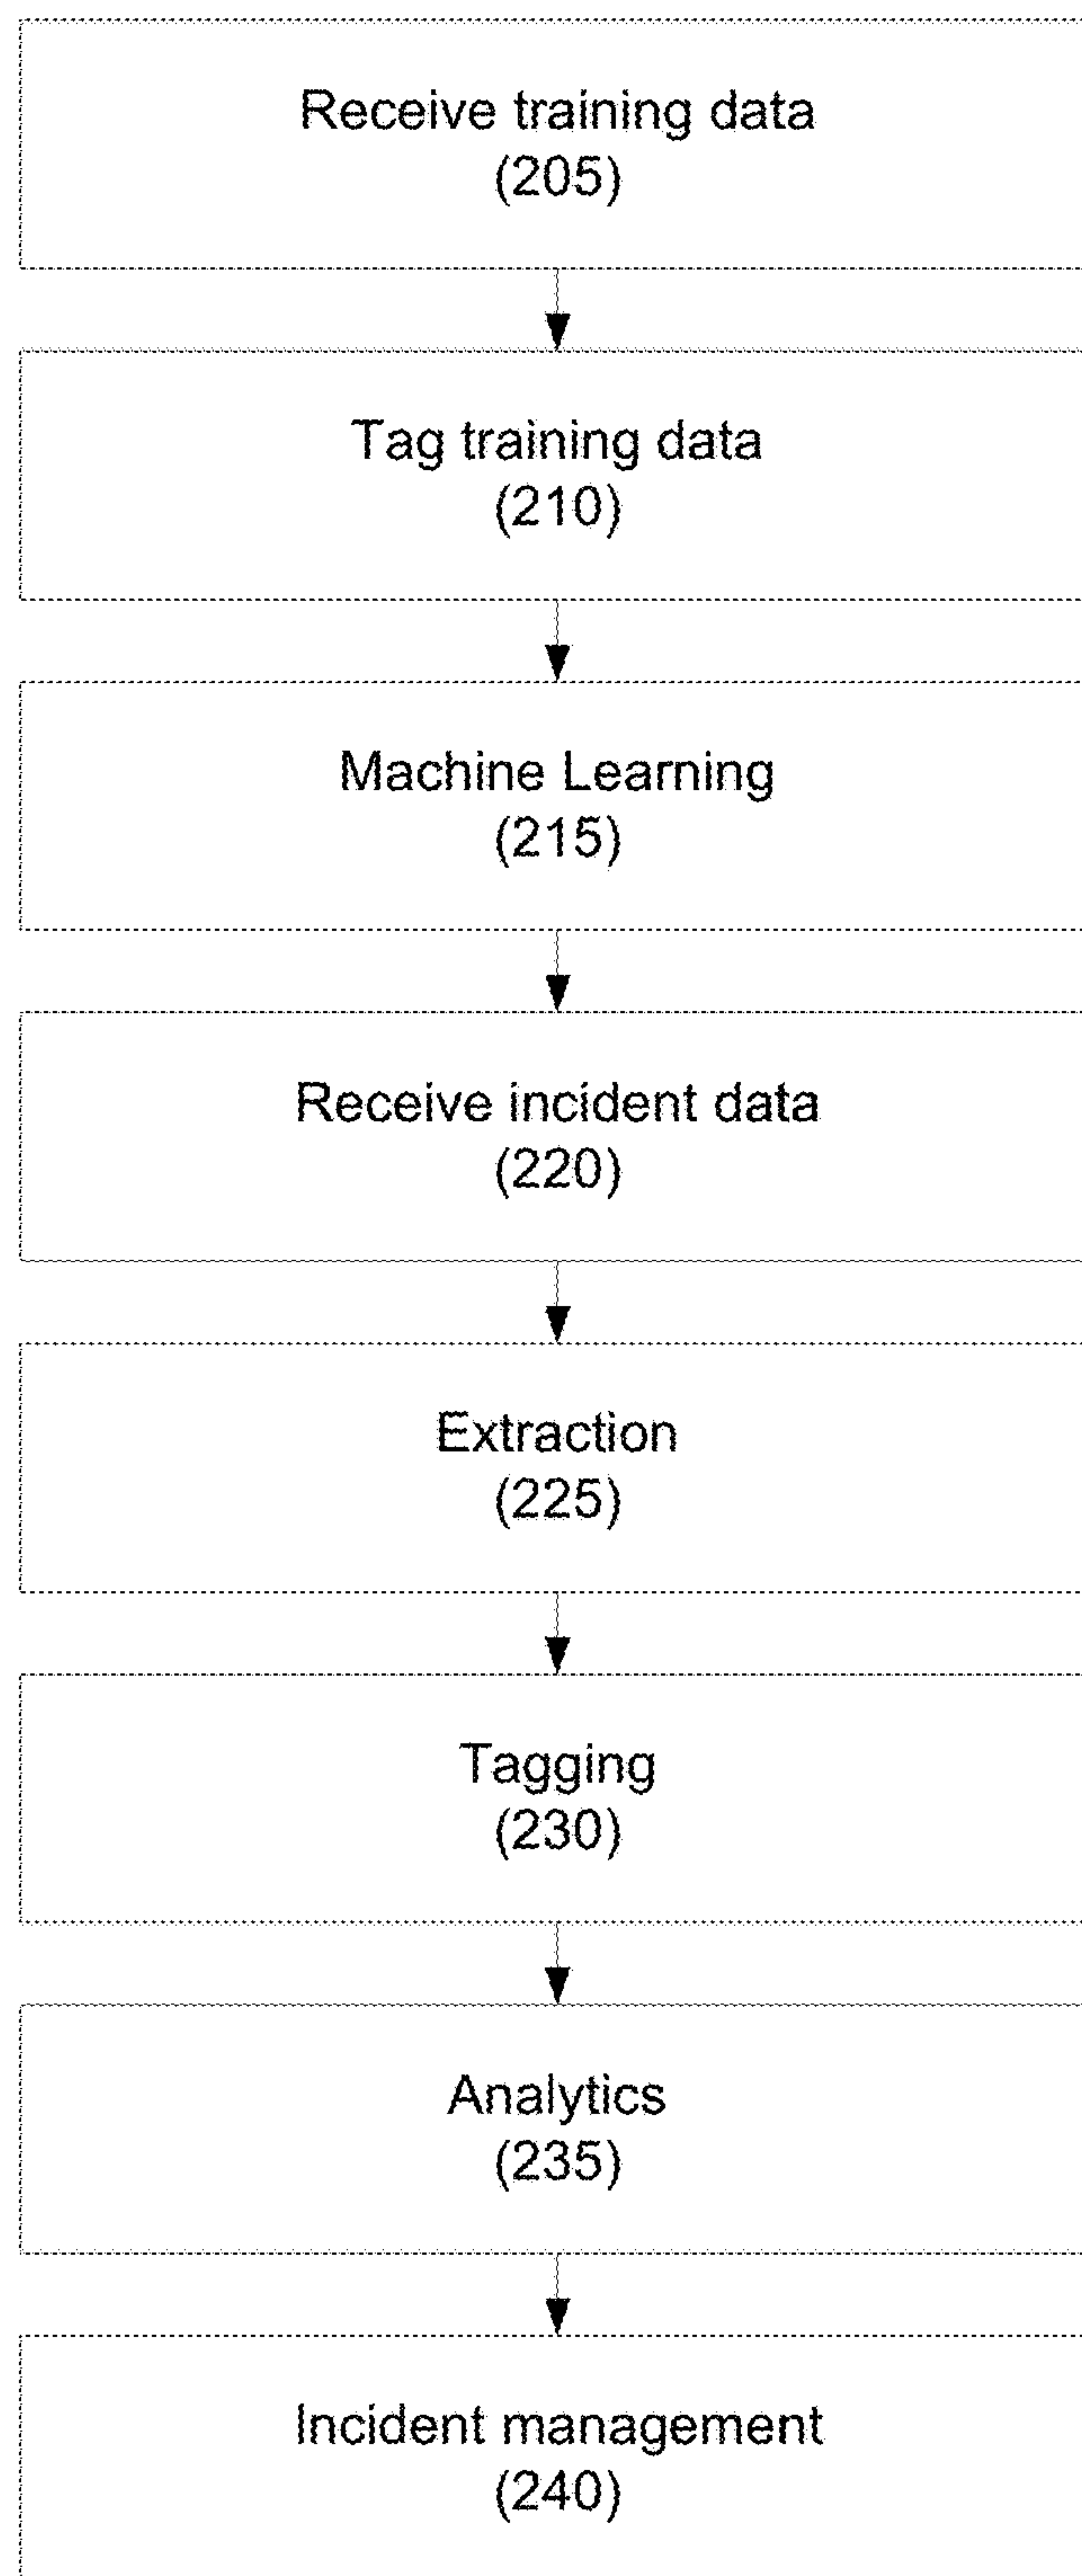 Receive training data
(205)
Tag training data
(210)
Machine Learning
(215)
Receive incident data
(220)
Extraction
(225)
Tagging
(230)
Analytics
(235)
Incident management
(240)